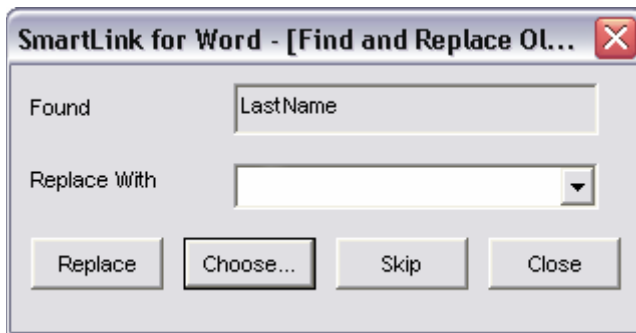 SmartLink for Word - [Find and Replace Ol...
Found
LastName
Replace With
Replace
Choose...
Skip
Close